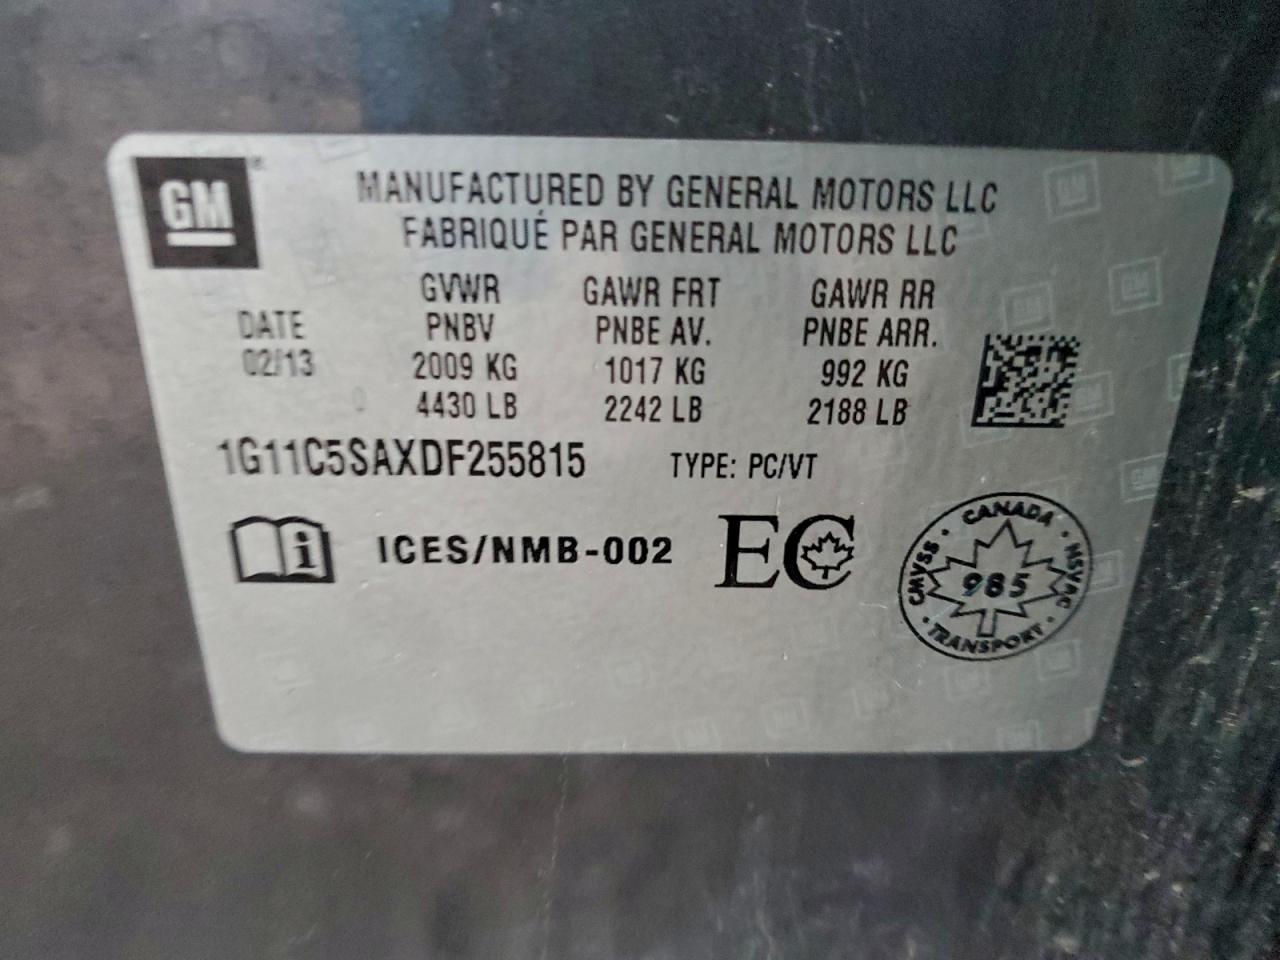 GM
MANUFACTURED BY GENERAL MOTORS LLC
FABRIQUÉ PAR GENERAL MOTORS LLC
GVWR GAWR FRT GAWR RR
DATE PNBV PNBE AV. PNBE ARR.
02/13 2009 KG 1017 KG 992 KG
4430 LB 2242 LB 2188 LB
1G11C5SAXDF255815 TYPE: PC/VT
i ICES/NMB-002 EC
CANADA
CMVSS 985 NSVAC
TRANSPORT